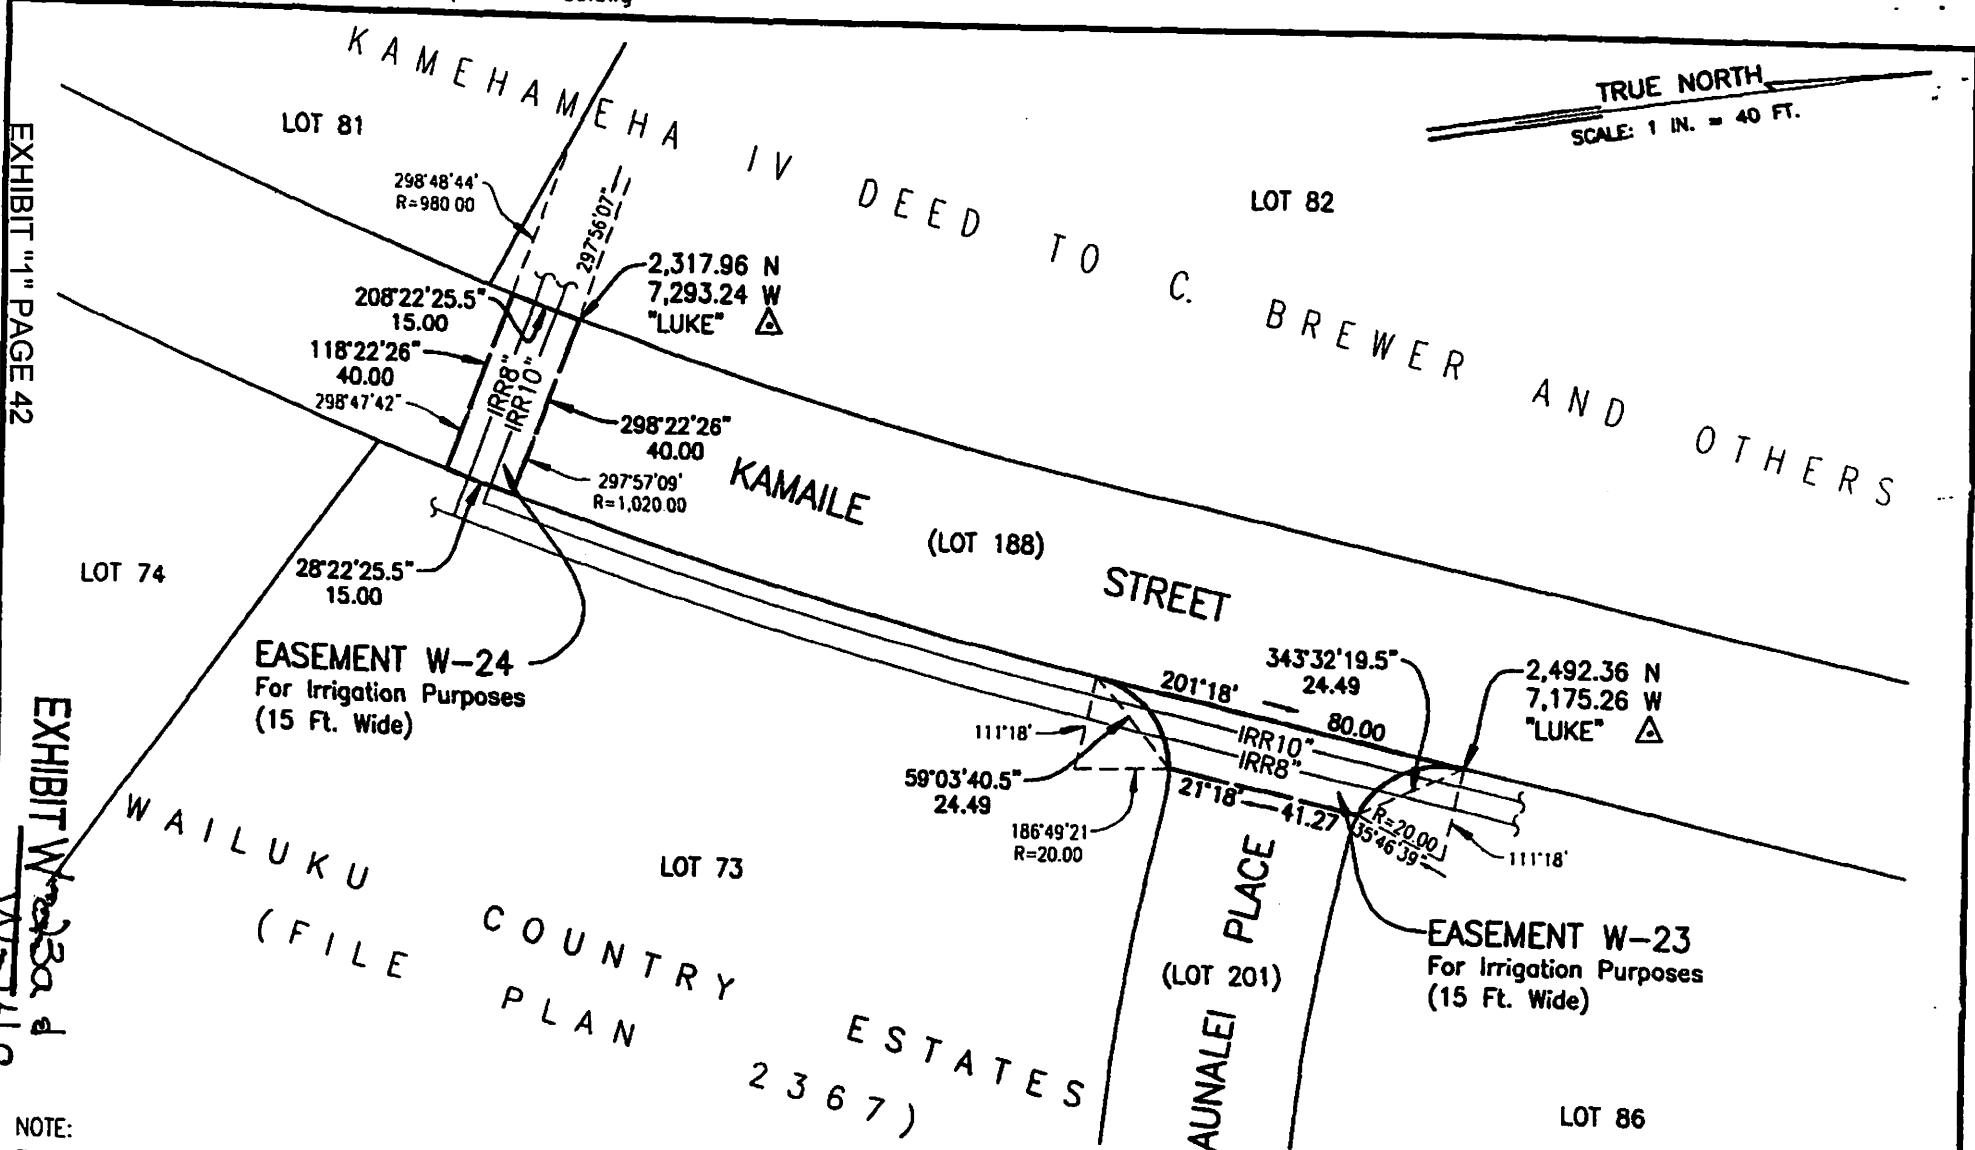 KAMEHAMEHA IV DEED TO C. BREWER AND OTHERS
TRUE NORTH
SCALE: 1 IN. = 40 FT.
LOT 81
LOT 82
298°48'44"
R=980 00
297°56'07"
2,317.96 N
7,293.24 W
"LUKE"
208°22'25.5"
15.00
118°22'26"
40.00
298°47'42"
IRR8"
IRR10"
298°22'26"
40.00
297°57'09'
R=1,020.00
KAMAILE
(LOT 188)
STREET
28°22'25.5"
15.00
LOT 74
EASEMENT W-24
For Irrigation Purposes
(15 Ft. Wide)
343°32'19.5"
24.49
2,492.36 N
7,175.26 W
"LUKE"
201°18'
80.00
IRR10"
IRR8"
111°18'
59°03'40.5"
24.49
21°18'
41.27
186°49'21
R=20.00
R=20.00
35°46'39"
111°18'
LOT 73
WAILUKU COUNTRY ESTATES
(FILE PLAN 2367)
PLACE
(LOT 201)
AUNALEI
EASEMENT W-23
For Irrigation Purposes
(15 Ft. Wide)
LOT 86
EXHIBIT "1" PAGE 42
EXHIBIT
NOTE: